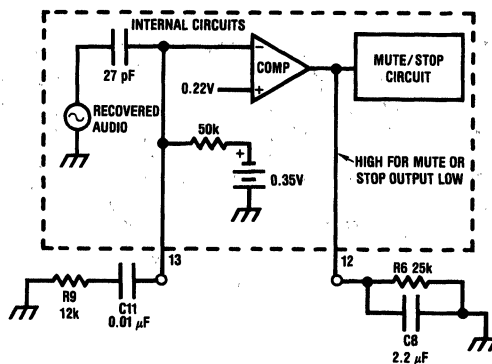 INTERNAL CIRCUITS
27 pF
RECOVERED
AUDIO
−
COMP
+
0.22V
MUTE/STOP
CIRCUIT
50k
+
0.35V
HIGH FOR MUTE OR
STOP OUTPUT LOW
13
12
R9
12k
C11
0.01 μF
R6 25k
C8
2.2 μF